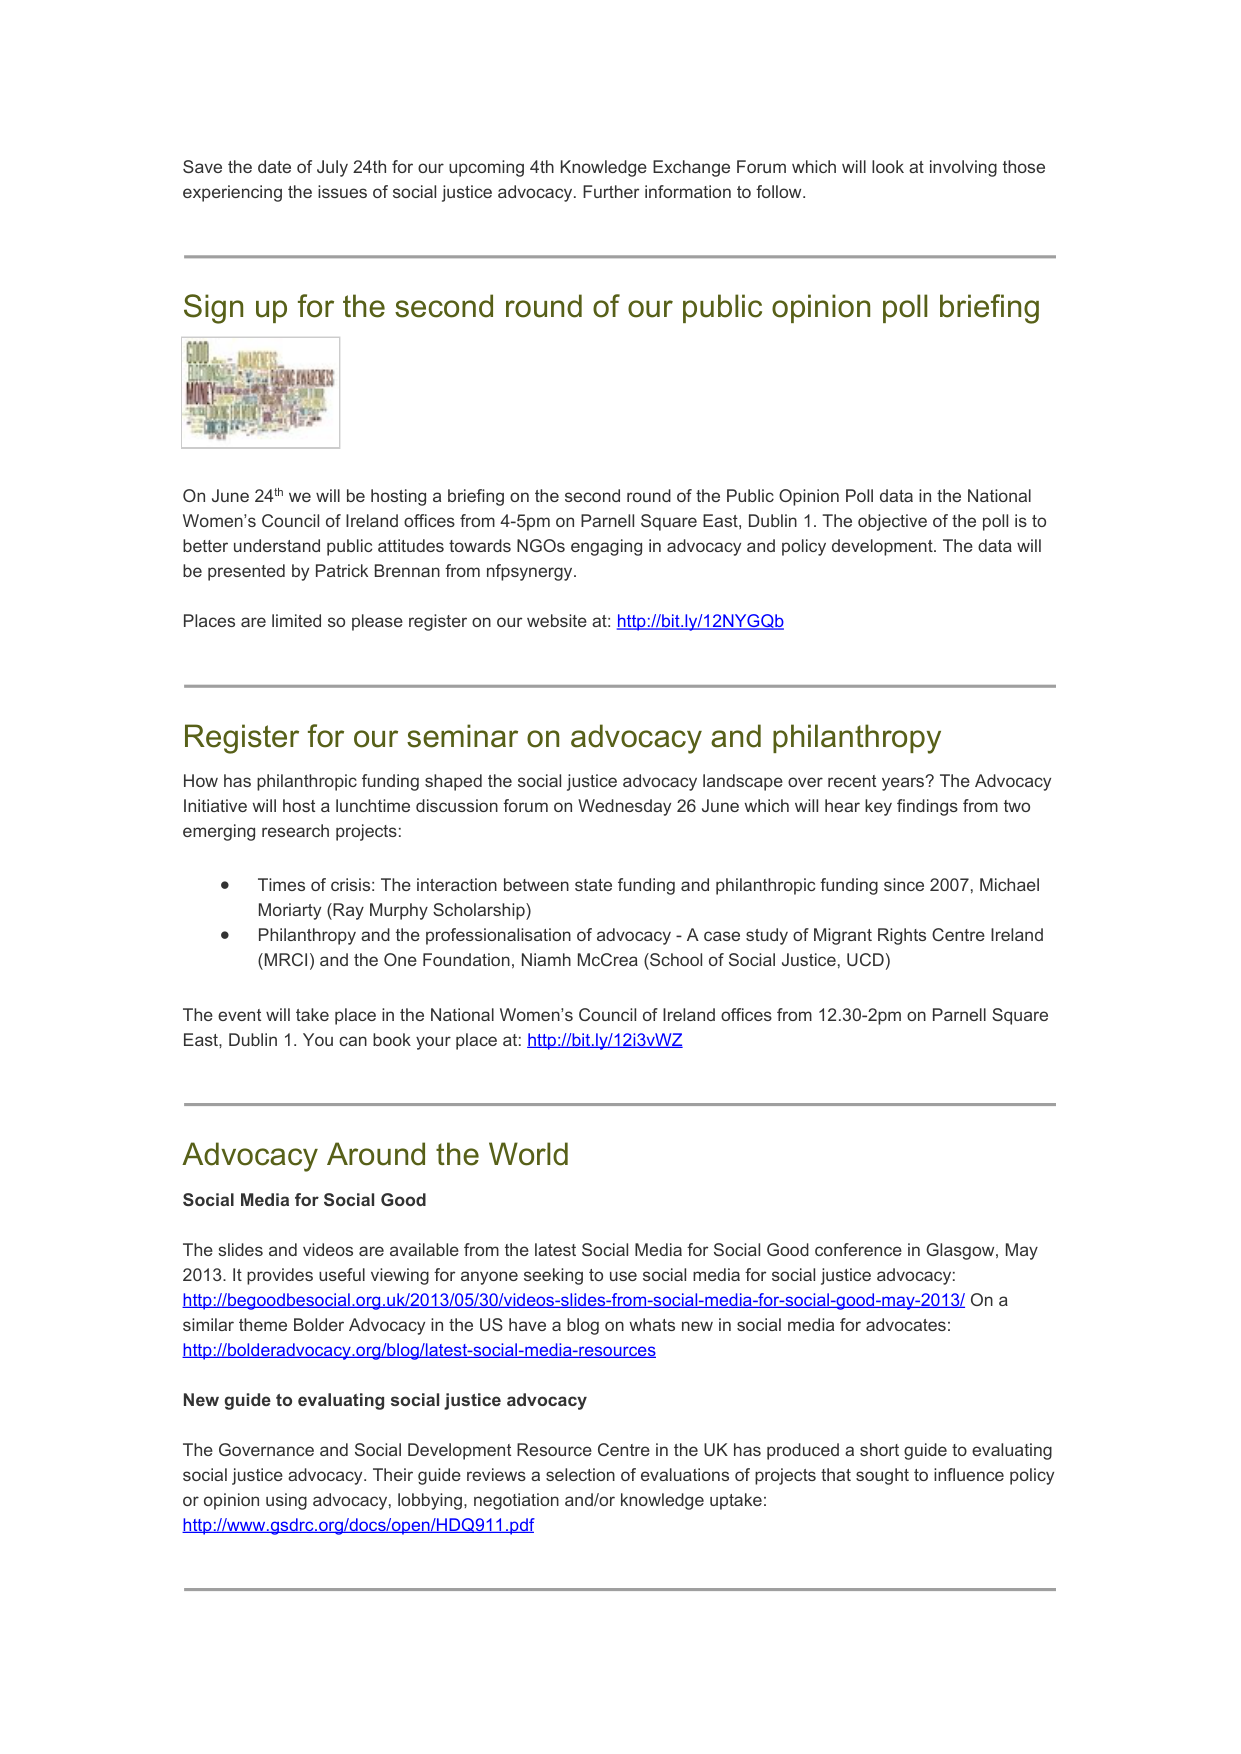 Save the date of July 24th for our upcoming 4th Knowledge Exchange Forum which will look at involving those
experiencing the issues of social justice advocacy. Further information to follow.
Sign up for the second round of our public opinion poll briefing
GOOD
AWARENESS
RAISING AWARENESS
MONEY
On June 24th we will be hosting a briefing on the second round of the Public Opinion Poll data in the National
Women’s Council of Ireland offices from 4-5pm on Parnell Square East, Dublin 1. The objective of the poll is to
better understand public attitudes towards NGOs engaging in advocacy and policy development. The data will
be presented by Patrick Brennan from nfpsynergy.
Places are limited so please register on our website at: http://bit.ly/12NYGQb
Register for our seminar on advocacy and philanthropy
How has philanthropic funding shaped the social justice advocacy landscape over recent years? The Advocacy
Initiative will host a lunchtime discussion forum on Wednesday 26 June which will hear key findings from two
emerging research projects:
• Times of crisis: The interaction between state funding and philanthropic funding since 2007, Michael
Moriarty (Ray Murphy Scholarship)
• Philanthropy and the professionalisation of advocacy - A case study of Migrant Rights Centre Ireland
(MRCI) and the One Foundation, Niamh McCrea (School of Social Justice, UCD)
The event will take place in the National Women’s Council of Ireland offices from 12.30-2pm on Parnell Square
East, Dublin 1. You can book your place at: http://bit.ly/12i3vWZ
Advocacy Around the World
Social Media for Social Good
The slides and videos are available from the latest Social Media for Social Good conference in Glasgow, May
2013. It provides useful viewing for anyone seeking to use social media for social justice advocacy:
http://begoodbesocial.org.uk/2013/05/30/videos-slides-from-social-media-for-social-good-may-2013/ On a
similar theme Bolder Advocacy in the US have a blog on whats new in social media for advocates:
http://bolderadvocacy.org/blog/latest-social-media-resources
New guide to evaluating social justice advocacy
The Governance and Social Development Resource Centre in the UK has produced a short guide to evaluating
social justice advocacy. Their guide reviews a selection of evaluations of projects that sought to influence policy
or opinion using advocacy, lobbying, negotiation and/or knowledge uptake:
http://www.gsdrc.org/docs/open/HDQ911.pdf